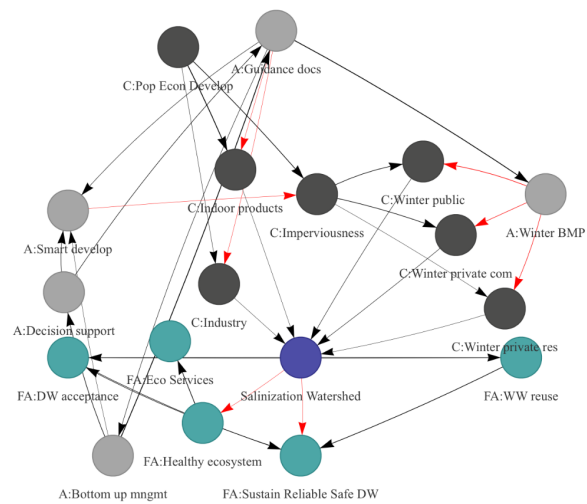 A:Guidance docs
C:Pop Econ Develop
C:Indoor products
C:Winter public
C:Imperviousness
A:Winter BMP
A:Smart develop
C:Winter private com
C:Industry
A:Decision support
C:Winter private res
FA:Eco Services
FA:DW acceptance
Salinization Watershed
FA:WW reuse
FA:Healthy ecosystem
A:Bottom up mngmt
FA:Sustain Reliable Safe DW